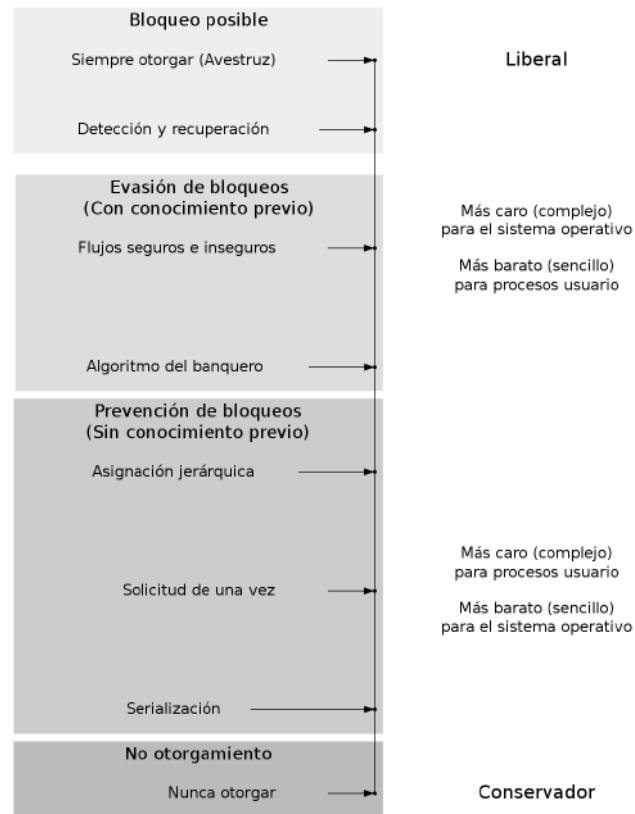 Bloqueo posible
Siempre otorgar (Avestruz)
Liberal
Detección y recuperación
Evasión de bloqueos
(Con conocimiento previo)
Flujos seguros e inseguros
Más caro (complejo)
para el sistema operativo
Más barato (sencillo)
para procesos usuario
Algoritmo del banquero
Prevención de bloqueos
(Sin conocimiento previo)
Asignación jerárquica
Solicitud de una vez
Más caro (complejo)
para procesos usuario
Más barato (sencillo)
para el sistema operativo
Serialización
No otorgamiento
Nunca otorgar
Conservador